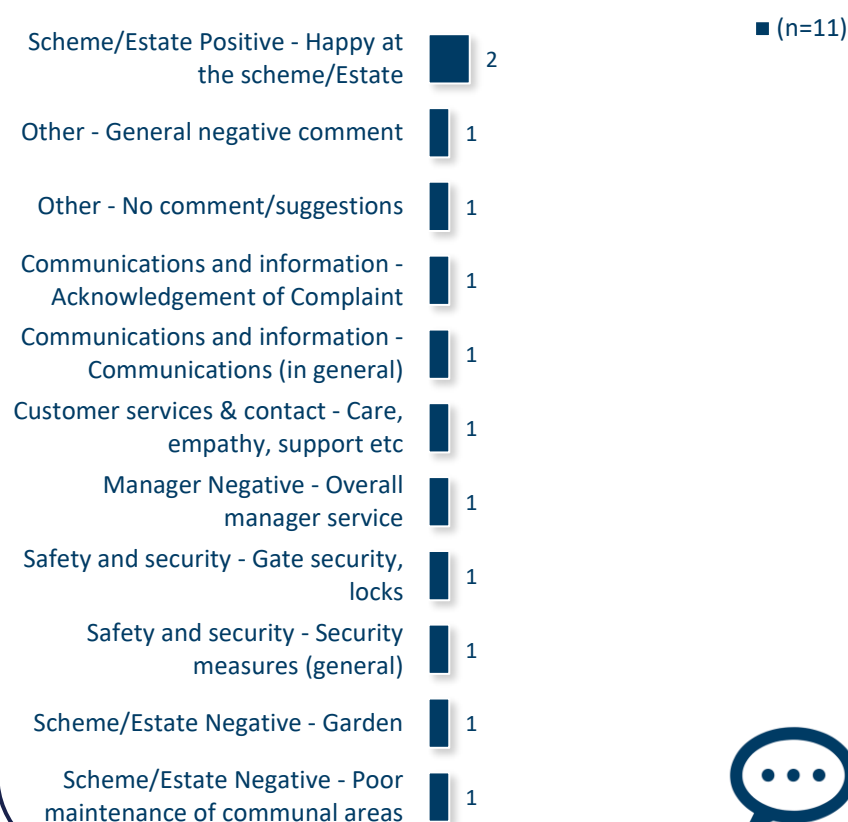 (n=11)
Scheme/Estate Positive - Happy at
the scheme/Estate
2
Other - General negative comment
1
Other - No comment/suggestions
1
Communications and information -
Acknowledgement of Complaint
1
Communications and information -
Communications (in general)
1
Customer services & contact - Care,
empathy, support etc
1
Manager Negative - Overall
manager service
1
Safety and security - Gate security,
locks
1
Safety and security - Security
measures (general)
1
Scheme/Estate Negative - Garden
1
Scheme/Estate Negative - Poor
maintenance of communal areas
1